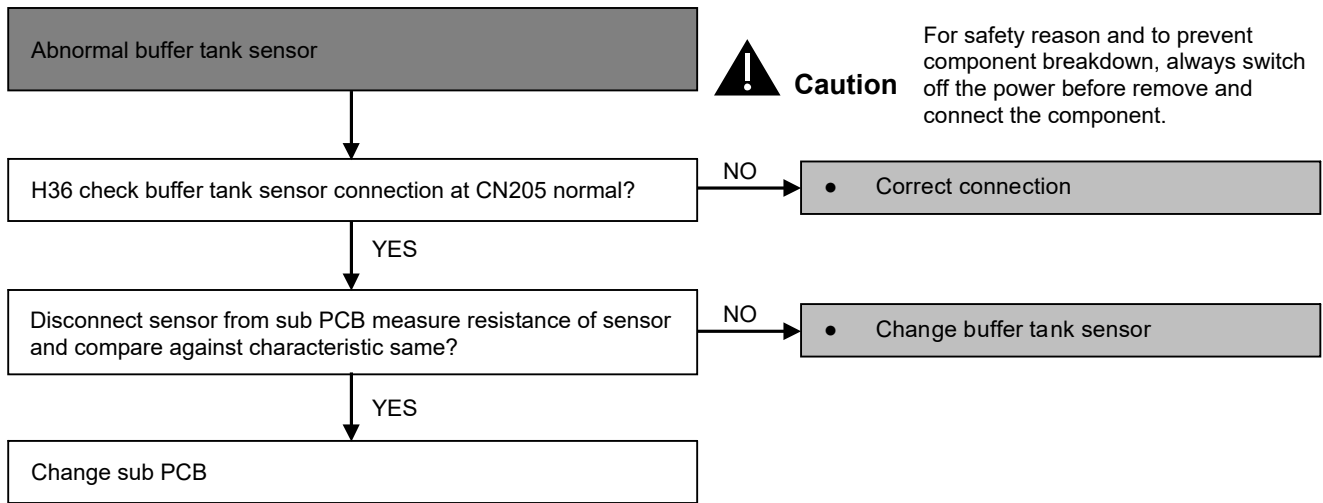 Abnormal buffer tank sensor
Caution
For safety reason and to prevent
component breakdown, always switch
off the power before remove and
connect the component.
H36 check buffer tank sensor connection at CN205 normal?
NO
● Correct connection
YES
Disconnect sensor from sub PCB measure resistance of sensor
and compare against characteristic same?
NO
● Change buffer tank sensor
YES
Change sub PCB